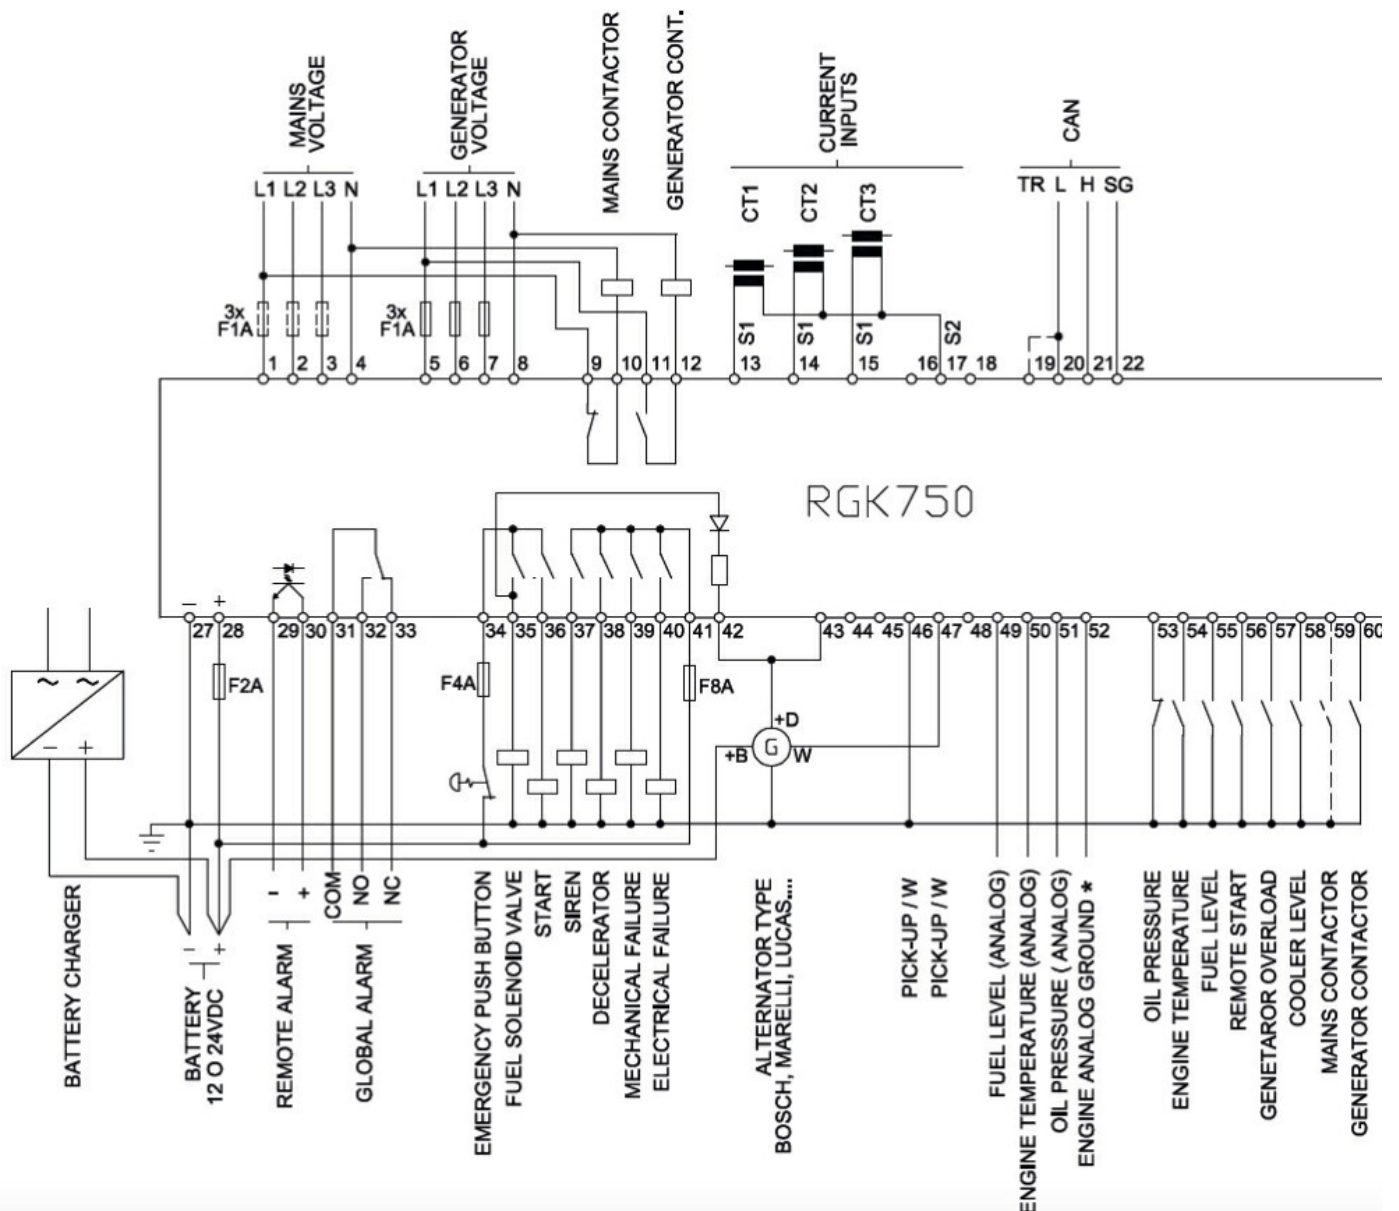 MAINS
VOLTAGE
GENERATOR
VOLTAGE
MAINS CONTACTOR
GENERATOR CONT.
CURRENT
INPUTS
CAN
L1 L2 L3 N
L1 L2 L3 N
CT1
CT2
CT3
TR L H SG
3x
F1A
3x
F1A
S1
S1
S1
S2
1 2 3 4 5 6 7 8 9 10 11 12 13 14 15 16 17 18 19 20 21 22
RGK750
− +
27 28 29 30 31 32 33 34 35 36 37 38 39 40 41 42 43 44 45 46 47 48 49 50 51 52 53 54 55 56 57 58 59 60
~ ~
− +
F2A
F4A
F8A
+D
+B G W
BATTERY CHARGER
− +
BATTERY
12 O 24VDC
- +
REMOTE ALARM
COM
NO
NC
GLOBAL ALARM
EMERGENCY PUSH BUTTON
FUEL SOLENOID VALVE
START
SIREN
DECELERATOR
MECHANICAL FAILURE
ELECTRICAL FAILURE
ALTERNATOR TYPE
BOSCH, MARELLI, LUCAS....
PICK-UP / W
PICK-UP / W
FUEL LEVEL (ANALOG)
ENGINE TEMPERATURE (ANALOG)
OIL PRESSURE ( ANALOG)
ENGINE ANALOG GROUND *
OIL PRESSURE
ENGINE TEMPERATURE
FUEL LEVEL
REMOTE START
GENETAROR OVERLOAD
COOLER LEVEL
MAINS CONTACTOR
GENERATOR CONTACTOR